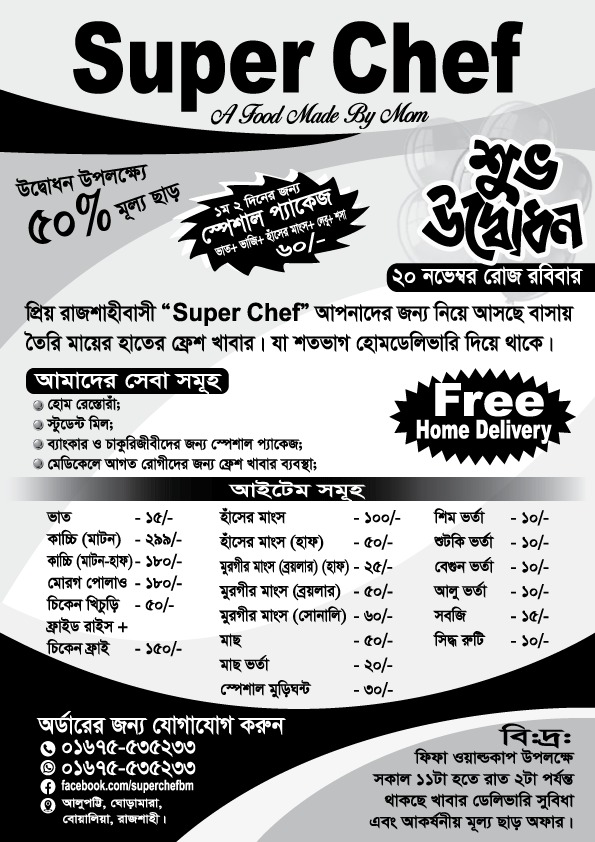 Super Chef
A Food Made By Mom
উদ্বোধন উপলক্ষ্যে
৫০% মূল্য ছাড়
১ম ২ দিনের জন্য
স্পেশাল প্যাকেজ
ভাত+ ভাজি+ হাঁসের মাংস+ লেবু+ শসা
৬০/-
শুভ
উদ্বোধন
২০ নভেম্বর রোজ রবিবার
প্রিয় রাজশাহীবাসী “Super Chef” আপনাদের জন্য নিয়ে আসছে বাসায়
তৈরি মায়ের হাতের ফ্রেশ খাবার। যা শতভাগ হোমডেলিভারি দিয়ে থাকে।
আমাদের সেবা সমূহ
হোম রেস্তোরাঁ;
স্টুডেন্ট মিল;
ব্যাংকার ও চাকুরিজীবীদের জন্য স্পেশাল প্যাকেজ;
মেডিকেলে আগত রোগীদের জন্য ফ্রেশ খাবার ব্যবস্থা;
Free
Home Delivery
আইটেম সমূহ
ভাত - ১৫/-
কাচ্চি (মাটন) - ২৯৯/-
কাচ্চি (মাটন-হাফ) - ১৮০/-
মোরগ পোলাও - ১৮০/-
চিকেন খিচুড়ি - ৫০/-
ফ্রাইড রাইস +
চিকেন ফ্রাই - ১৫০/-
হাঁসের মাংস - ১০০/-
হাঁসের মাংস (হাফ) - ৫০/-
মুরগীর মাংস (ব্রয়লার) (হাফ) - ২৫/-
মুরগীর মাংস (ব্রয়লার) - ৫০/-
মুরগীর মাংস (সোনালি) - ৬০/-
মাছ - ৫০/-
মাছ ভর্তা - ২০/-
স্পেশাল মুড়িঘন্ট - ৩০/-
শিম ভর্তা - ১০/-
শুটকি ভর্তা - ১০/-
বেগুন ভর্তা - ১০/-
আলু ভর্তা - ১০/-
সবজি - ১৫/-
সিদ্ধ রুটি - ১০/-
অর্ডারের জন্য যোগাযোগ করুন
০১৬৭৫-৫৩৫২৩৩
০১৬৭৫-৫৩৫২৩৩
facebook.com/superchefbm
আলুপট্টি, ঘোড়ামারা,
বোয়ালিয়া, রাজশাহী।
বি:দ্র:
ফিফা ওয়াল্ডকাপ উপলক্ষে
সকাল ১১টা হতে রাত ২টা পর্যন্ত
থাকছে খাবার ডেলিভারি সুবিধা
এবং আকর্ষনীয় মূল্য ছাড় অফার।